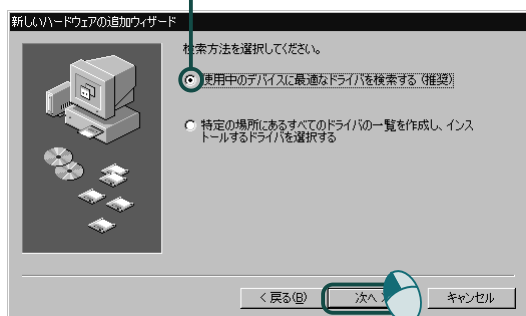 新しいハードウェアの追加ウィザード
検索方法を選択してください。
使用中のデバイスに最適なドライバを検索する(推奨)
特定の場所にあるすべてのドライバの一覧を作成し、インス
トールするドライバを選択する
< 戻る(B)
次へ >
キャンセル